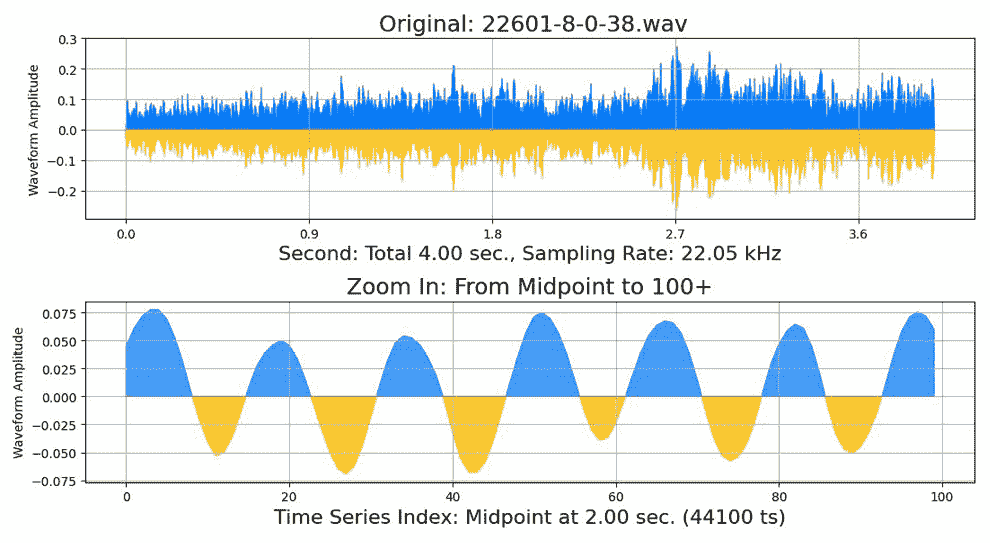 Original: 22601-8-0-38.wav
Waveform Amplitude
0.3
0.2
0.1
0.0
−0.1
−0.2
0.0 0.9 1.8 2.7 3.6
Second: Total 4.00 sec., Sampling Rate: 22.05 kHz
Zoom In: From Midpoint to 100+
Waveform Amplitude
0.075
0.050
0.025
0.000
−0.025
−0.050
−0.075
0 20 40 60 80 100
Time Series Index: Midpoint at 2.00 sec. (44100 ts)